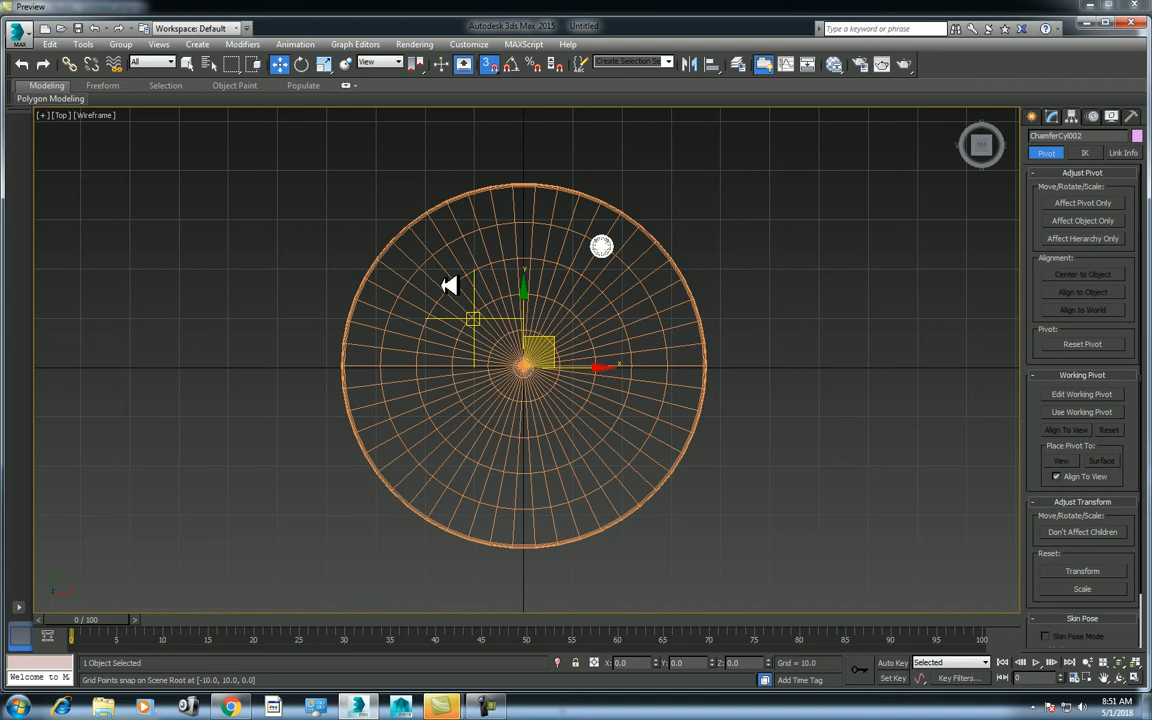 Preview
MAX
Workspace: Default
Autodesk 3ds Max 2015 Untitled
Type a keyword or phrase
Edit Tools Group Views Create Modifiers Animation Graph Editors Rendering Customize MAXScript Help
All
View
3
Create Selection Se
Modeling Freeform Selection Object Paint Populate
Polygon Modeling
[+] [Top] [Wireframe]
ChamferCyl002
Pivot IK Link Info
- Adjust Pivot
Move/Rotate/Scale:
Affect Pivot Only
Affect Object Only
Affect Hierarchy Only
Alignment:
Center to Object
Align to Object
Align to World
Pivot:
Reset Pivot
- Working Pivot
Edit Working Pivot
Use Working Pivot
Align To View Reset
Place Pivot To:
View Surface
Align To View
- Adjust Transform
Move/Rotate/Scale:
Don't Affect Children
Reset:
Transform
Scale
- Skin Pose
Skin Pose Mode
y
x
< 0 / 100 >
0 5 10 15 20 25 30 35 40 45 50 55 60 65 70 75 80 85 90 95 100
1 Object Selected
X: 0.0 Y: 0.0 Z: 0.0 Grid = 10.0
Auto Key Selected
Welcome to M
Grid Points snap on Scene Root at [-10.0, 10.0, 0.0]
Add Time Tag
Set Key Key Filters...
0
8:51 AM
5/1/2018